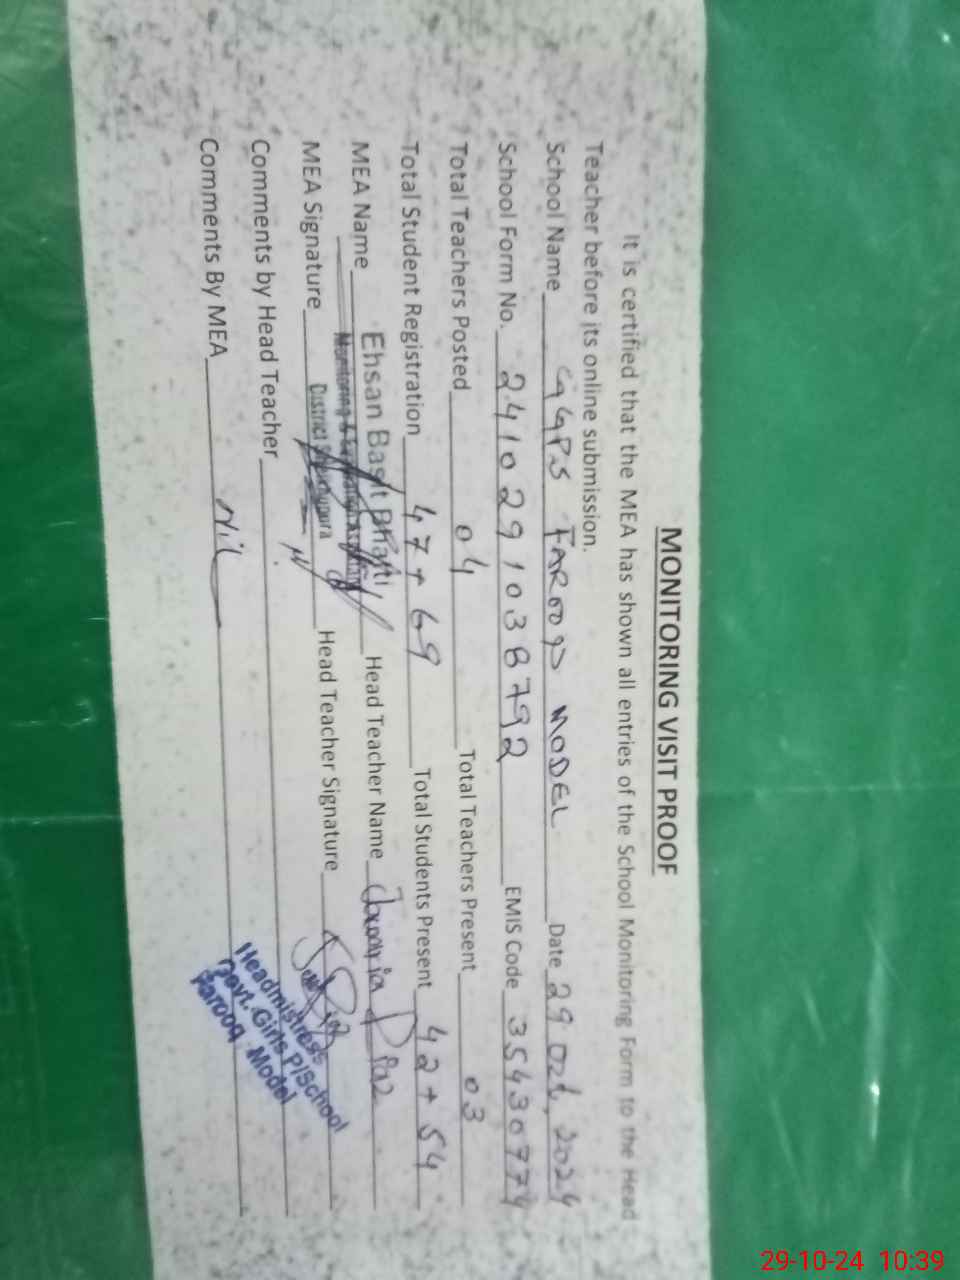 MONITORING VISIT PROOF
It is certified that the MEA has shown all entries of the School Monitoring Form to the Head
Teacher before its online submission.
School Name GGPS FAROOQ MODEL Date 29 Oct, 2024
School Form No. 2410291038792 EMIS Code 35430774
Total Teachers Posted 04 Total Teachers Present 03
Total Student Registration 47+69 Total Students Present 42+54
MEA Name Ehsan Basit Bhatti Head Teacher Name Javaria
Monitoring &
MEA Signature District Sheikhupura Head Teacher Signature
Comments by Head Teacher
Comments By MEA Nil
Headmistress
Govt. Girls P/School
Farooq Model
29-10-24 10:39